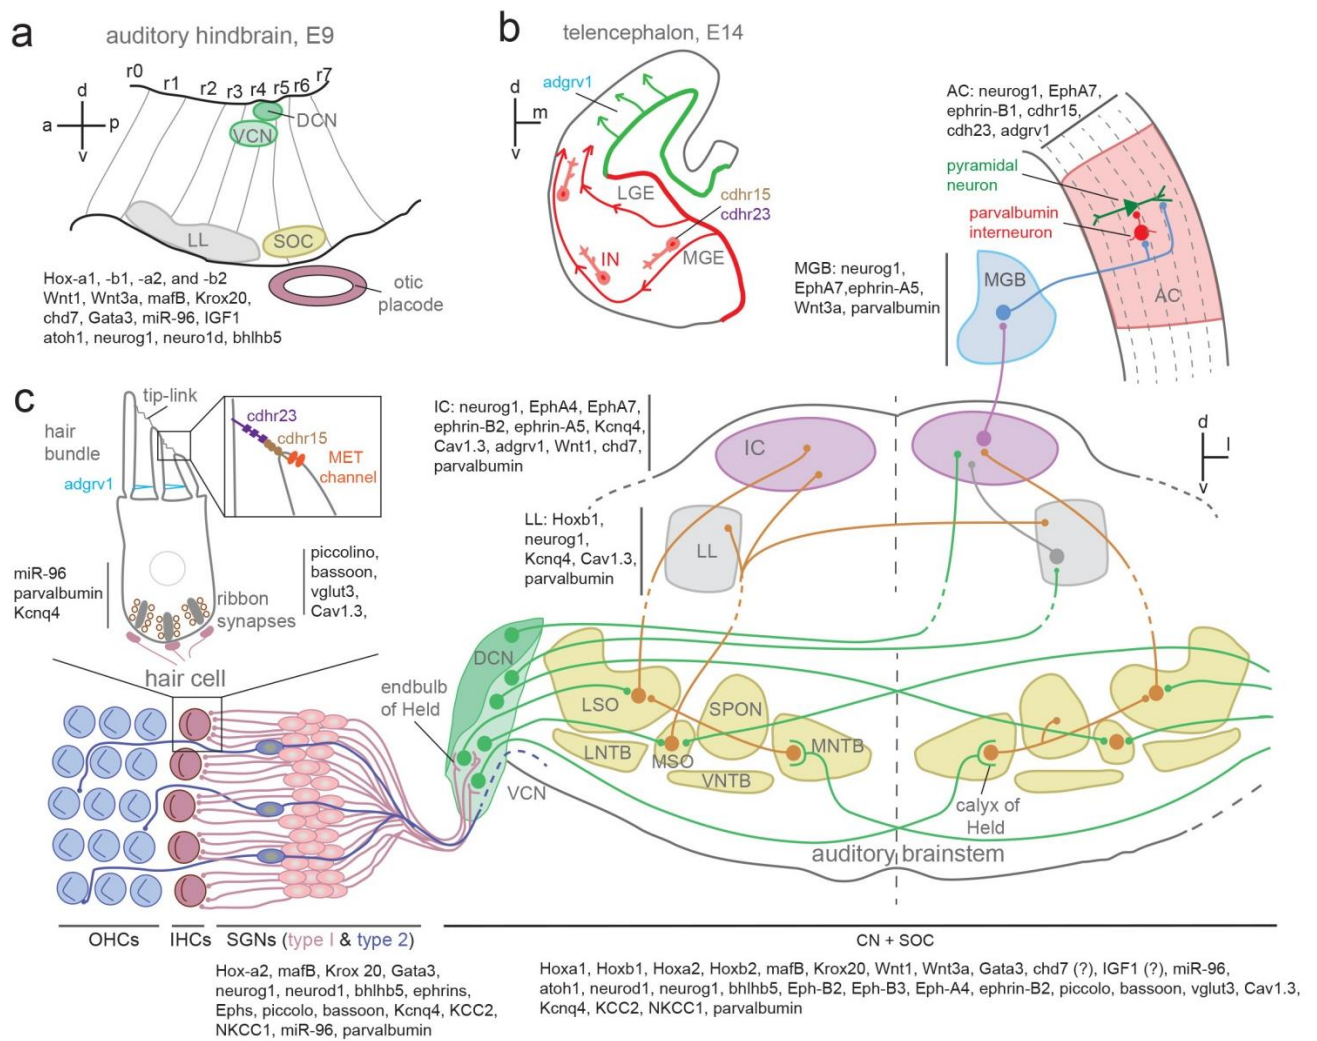 a
auditory hindbrain, E9
r0
r1
r2
r3
r4
r5
r6
r7
d
a
p
v
DCN
VCN
LL
SOC
otic
placode
Hox-a1, -b1, -a2, and -b2
Wnt1, Wnt3a, mafB, Krox20,
chd7, Gata3, miR-96, IGF1
atoh1, neurog1, neuro1d, bhlhb5
b
telencephalon, E14
adgrv1
d
m
v
LGE
cdhr15
cdhr23
IN
MGE
AC: neurog1, EphA7,
ephrin-B1, cdhr15,
cdh23, adgrv1
pyramidal
neuron
parvalbumin
interneuron
MGB: neurog1,
EphA7,ephrin-A5,
Wnt3a, parvalbumin
MGB
AC
c
tip-link
hair
bundle
cdhr23
cdhr15
MET
channel
adgrv1
miR-96
parvalbumin
Kcnq4
ribbon
synapses
piccolino,
bassoon,
vglut3,
Cav1.3,
hair cell
IC: neurog1, EphA4, EphA7,
ephrin-B2, ephrin-A5, Kcnq4,
Cav1.3, adgrv1, Wnt1, chd7,
parvalbumin
IC
d
l
v
LL: Hoxb1,
neurog1,
Kcnq4, Cav1.3,
parvalbumin
LL
DCN
endbulb
of Held
VCN
LSO
SPON
LNTB
MSO
MNTB
VNTB
calyx of
Held
auditory brainstem
OHCs
IHCs
SGNs (type I & type 2)
CN + SOC
Hox-a2, mafB, Krox 20, Gata3,
neurog1, neurod1, bhlhb5, ephrins,
Ephs, piccolo, bassoon, Kcnq4, KCC2,
NKCC1, miR-96, parvalbumin
Hoxa1, Hoxb1, Hoxa2, Hoxb2, mafB, Krox20, Wnt1, Wnt3a, Gata3, chd7 (?), IGF1 (?), miR-96,
atoh1, neurod1, neurog1, bhlhb5, Eph-B2, Eph-B3, Eph-A4, ephrin-B2, piccolo, bassoon, vglut3, Cav1.3,
Kcnq4, KCC2, NKCC1, parvalbumin